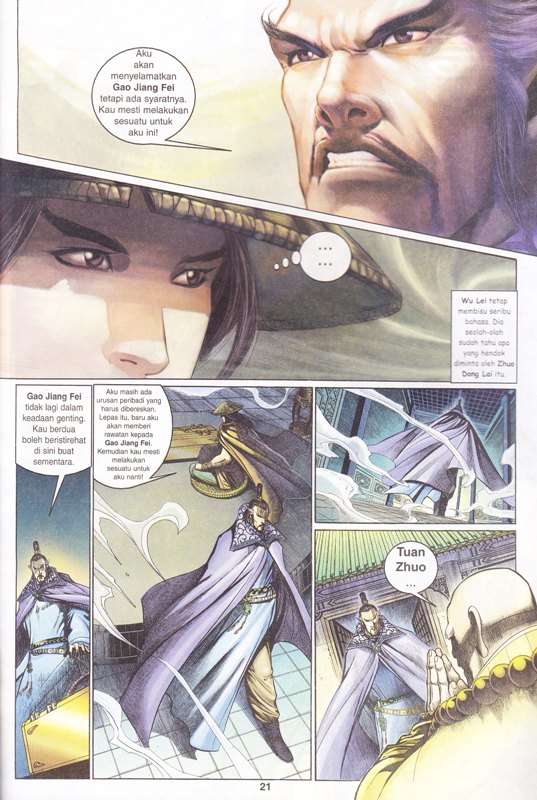 Aku
akan
menyelamatkan
Gao Jiang Fei
tetapi ada syaratnya.
Kau mesti melakukan
sesuatu untuk
aku ini!
...
...
Wu Lei tetap
membisu seribu
bahasa. Dia
seolah-olah
sudah tahu apa
yang hendak
diminta oleh Zhuo
Dong Lai itu.
Gao Jiang Fei
tidak lagi dalam
keadaan genting.
Kau berdua
boleh beristirehat
di sini buat
sementara.
Aku masih ada
urusan peribadi yang
harus dibereskan.
Lepas itu, baru aku
akan memberi
rawatan kepada
Gao Jiang Fei.
Kemudian kau mesti
melakukan
sesuatu untuk
aku nanti!
Tuan
Zhuo
...
21